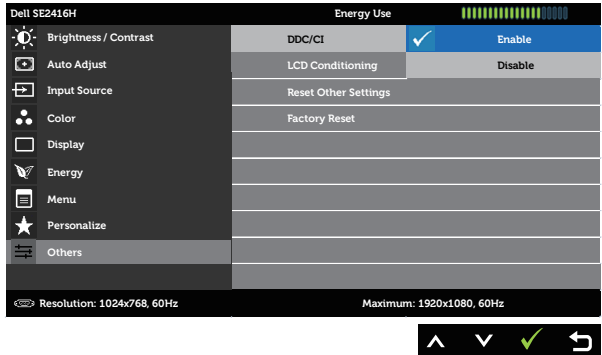 Dell SE2416H Energy Use
Brightness / Contrast
Auto Adjust
Input Source
Color
Display
Energy
Menu
Personalize
Others
DDC/CI Enable
LCD Conditioning Disable
Reset Other Settings
Factory Reset
Resolution: 1024x768, 60Hz Maximum: 1920x1080, 60Hz